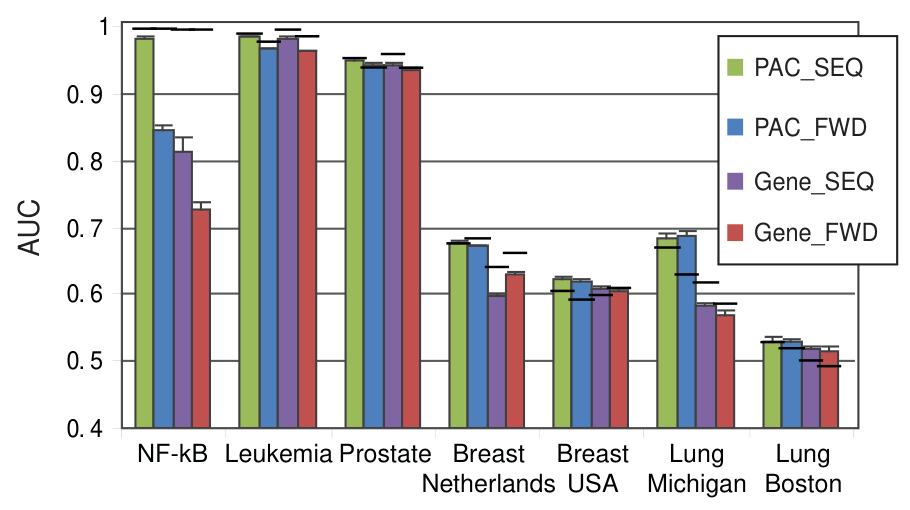 1
0.9
0.8
0.7
0.6
0.5
0.4
AUC
PAC_SEQ
PAC_FWD
Gene_SEQ
Gene_FWD
NF-kB Leukemia Prostate Breast Breast Lung Lung
Netherlands USA Michigan Boston